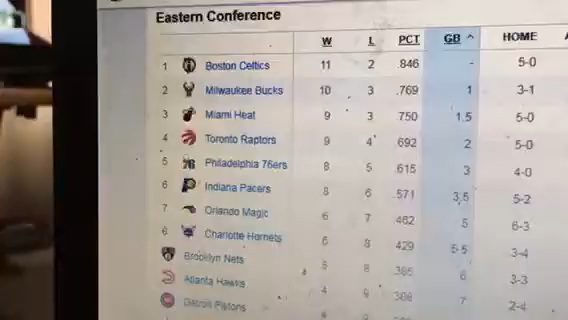 Eastern Conference
W L PCT GB ^ HOME
1 Boston Celtics 11 2 .846 - 5-0
2 Milwaukee Bucks 10 3 .769 1 3-1
3 Miami Heat 9 3 .750 1.5 5-0
4 Toronto Raptors 9 4 .692 2 5-0
5 Philadelphia 76ers 8 5 .615 3 4-0
6 Indiana Pacers 8 6 .571 3.5 5-2
7 Orlando Magic 6 7 .462 5 6-3
8 Charlotte Hornets 6 8 .429 5.5 3-4
Brooklyn Nets 5 8 .385 6 3-3
Atlanta Hawks 4 9 .308 7 2-4
Detroit Pistons